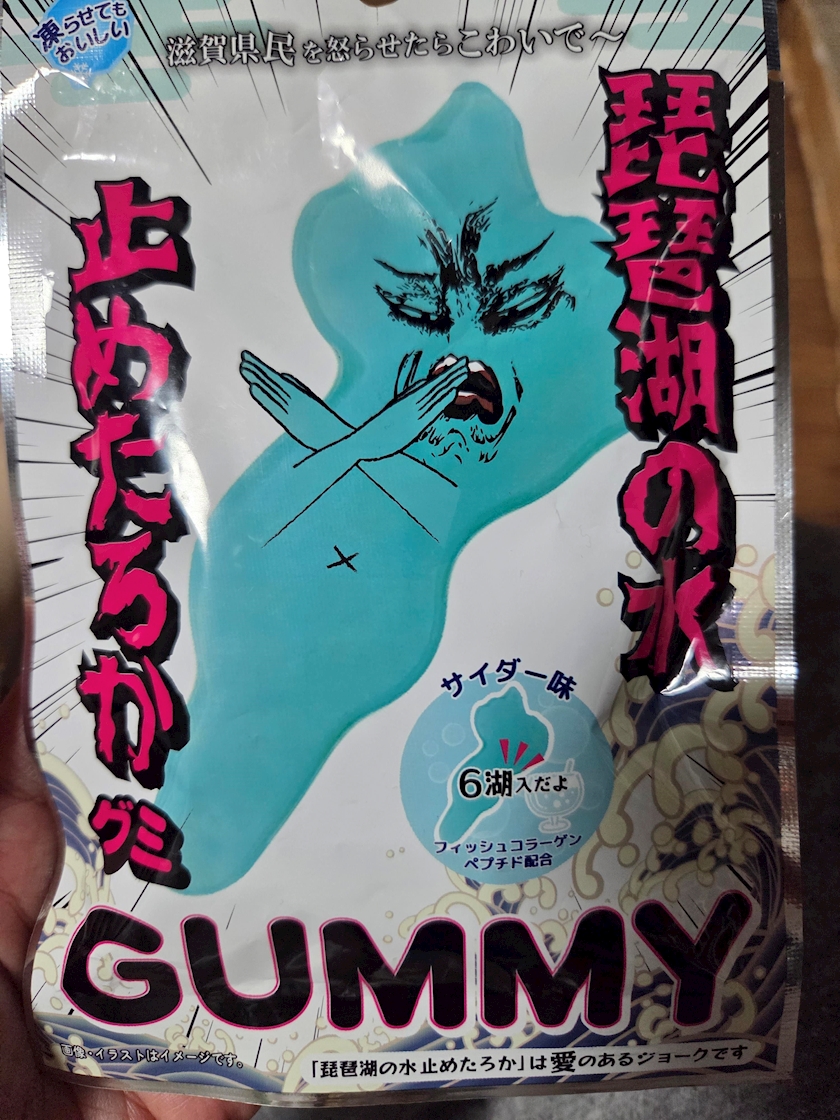 凍らせても
おいしい
滋賀県民を怒らせたらこわいで～
琵琶湖の水
止めたろか
グミ
サイダー味
6湖入だよ
フィッシュコラーゲン
ペプチド配合
GUMMY
画像・イラストはイメージです。
「琵琶湖の水止めたろか」は愛のあるジョークです